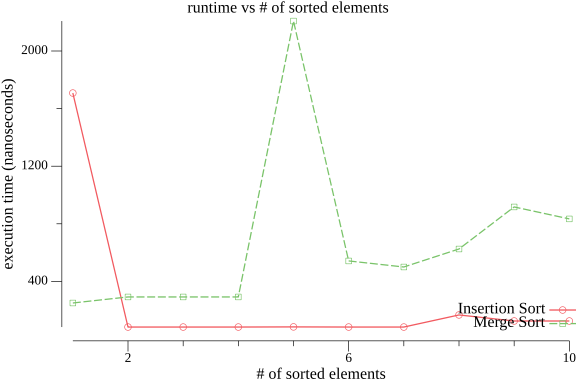 runtime vs # of sorted elements
execution time (nanoseconds)
2000
1200
400
Insertion Sort
Merge Sort
2
6
10
# of sorted elements